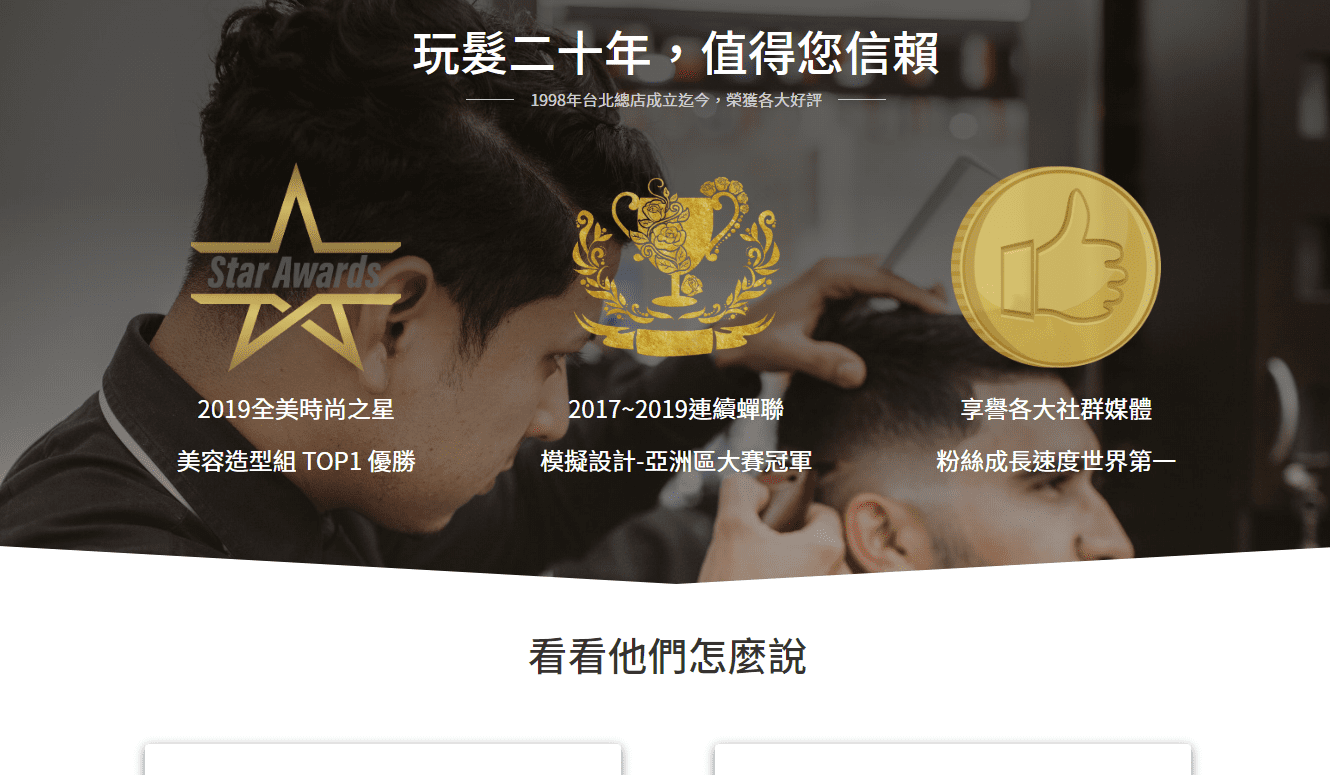 玩髮二十年，值得您信賴
1998年台北總店成立迄今，榮獲各大好評
Star Awards
2019全美時尚之星
美容造型組 TOP1 優勝
2017~2019連續蟬聯
模擬設計-亞洲區大賽冠軍
享譽各大社群媒體
粉絲成長速度世界第一
看看他們怎麼說